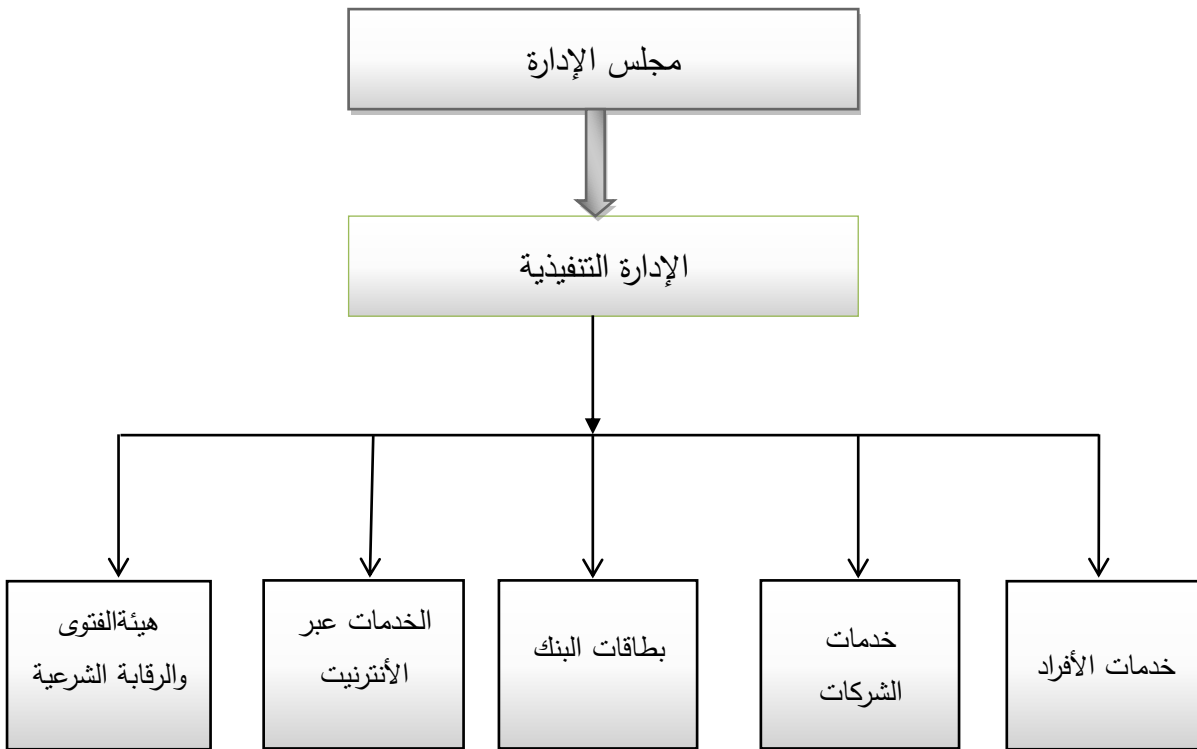 مجلس الإدارة
الإدارة التنفيذية
خدمات الأفراد
خدمات
الشركات
بطاقات البنك
الخدمات عبر
الأنترنيت
هيئةالفتوى
والرقابة الشرعية